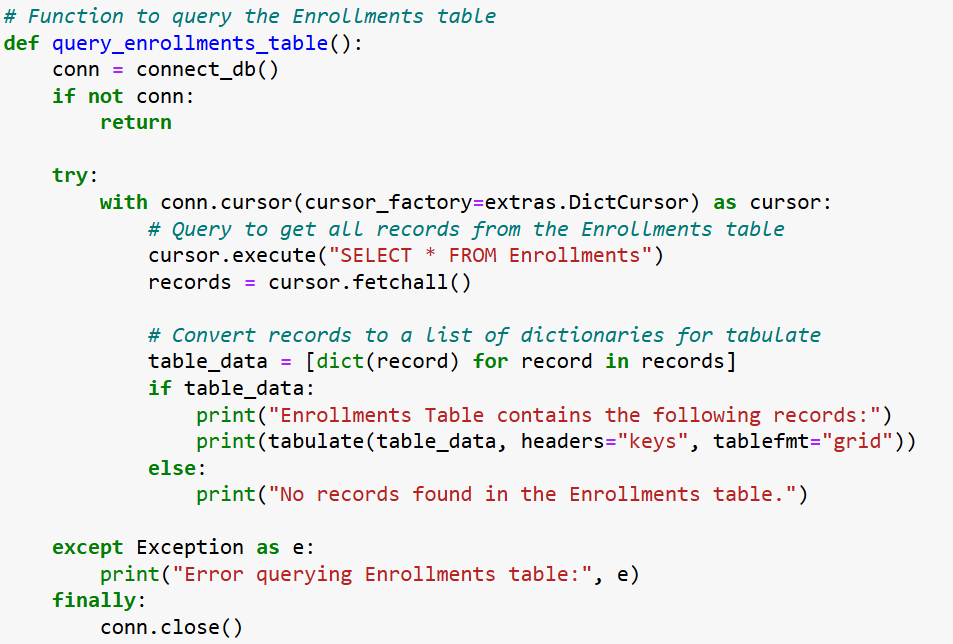 # Function to query the Enrollments table
def query_enrollments_table():
    conn = connect_db()
    if not conn:
        return

    try:
        with conn.cursor(cursor_factory=extras.DictCursor) as cursor:
            # Query to get all records from the Enrollments table
            cursor.execute("SELECT * FROM Enrollments")
            records = cursor.fetchall()

            # Convert records to a list of dictionaries for tabulate
            table_data = [dict(record) for record in records]
            if table_data:
                print("Enrollments Table contains the following records:")
                print(tabulate(table_data, headers="keys", tablefmt="grid"))
            else:
                print("No records found in the Enrollments table.")

    except Exception as e:
        print("Error querying Enrollments table:", e)
    finally:
        conn.close()